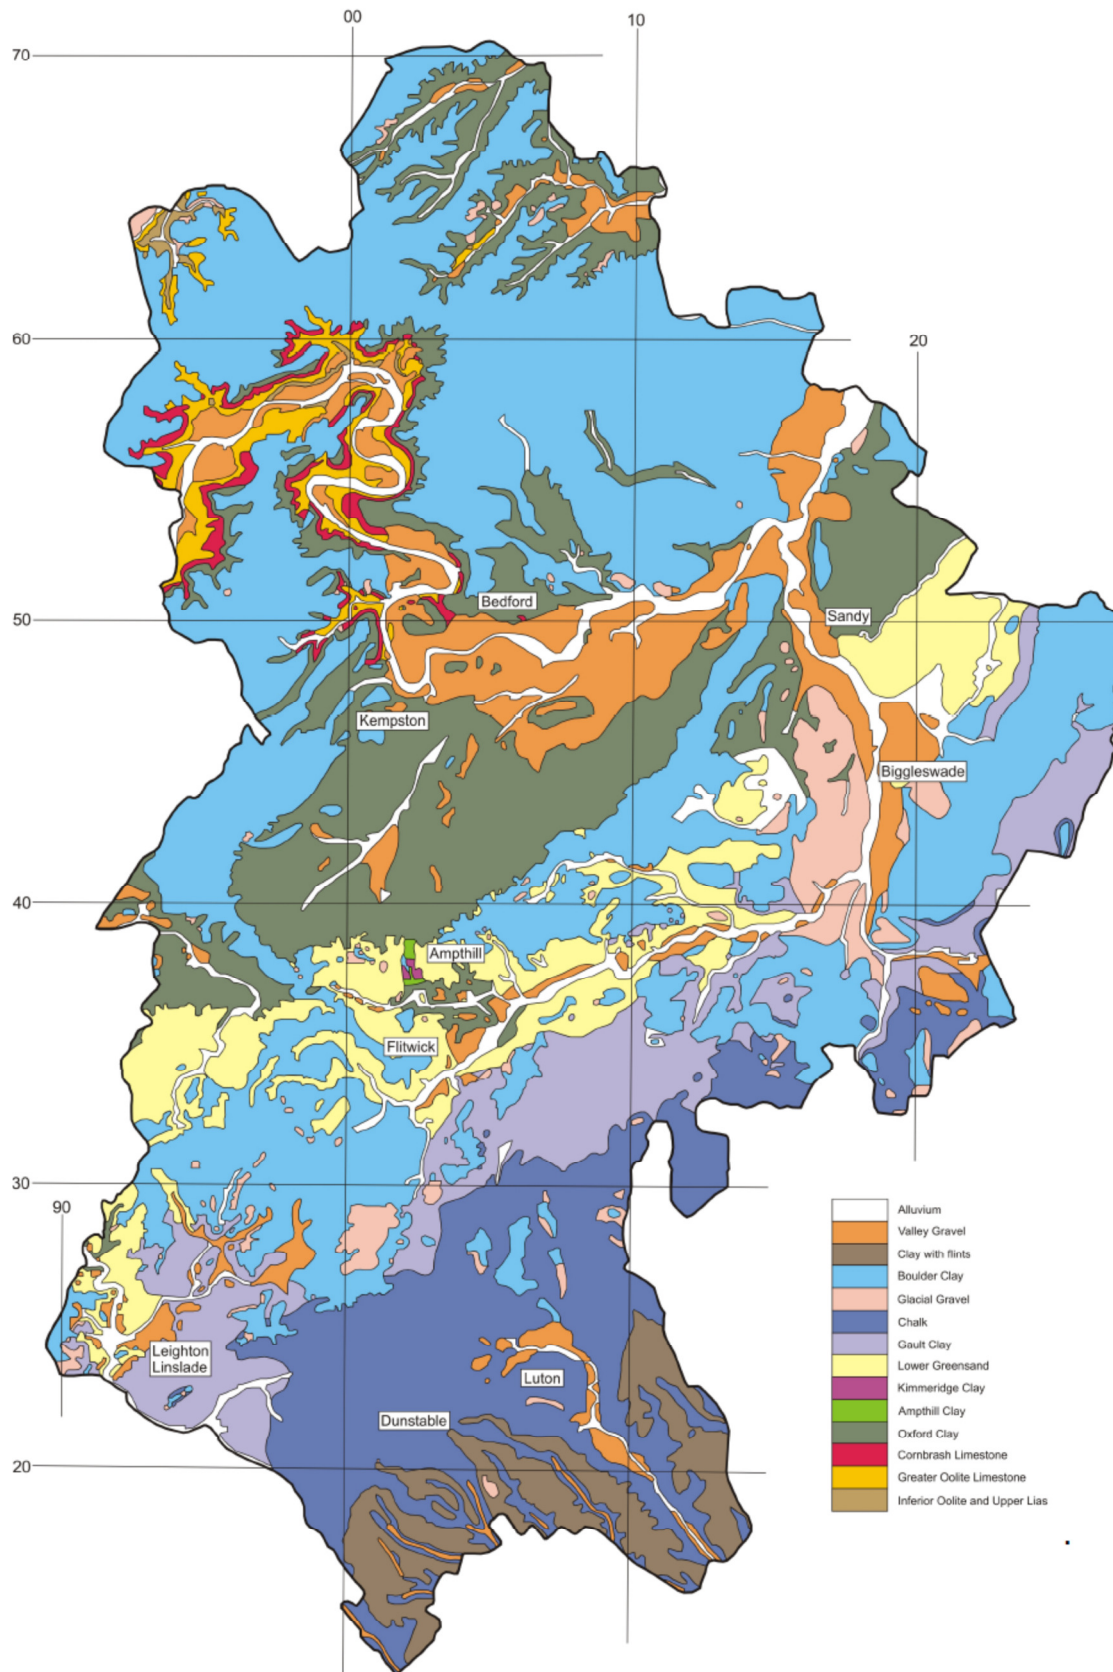 00
10
70
60
20
50
40
30
90
20
Bedford
Sandy
Kempston
Biggleswade
Ampthill
Flitwick
Leighton
Linslade
Luton
Dunstable
Alluvium
Valley Gravel
Clay with flints
Boulder Clay
Glacial Gravel
Chalk
Gault Clay
Lower Greensand
Kimmeridge Clay
Ampthill Clay
Oxford Clay
Cornbrash Limestone
Greater Oolite Limestone
Inferior Oolite and Upper Lias